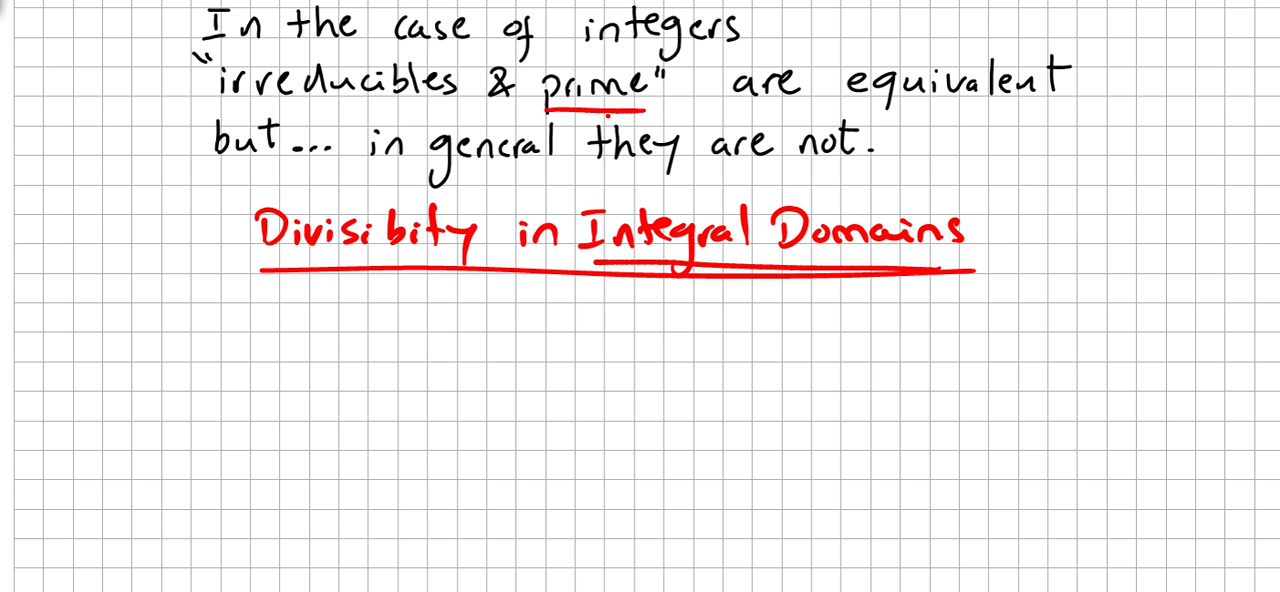 In the case of integers
"irreducibles & prime" are equivalent
but... in general they are not.
Divisibity in Integral Domains